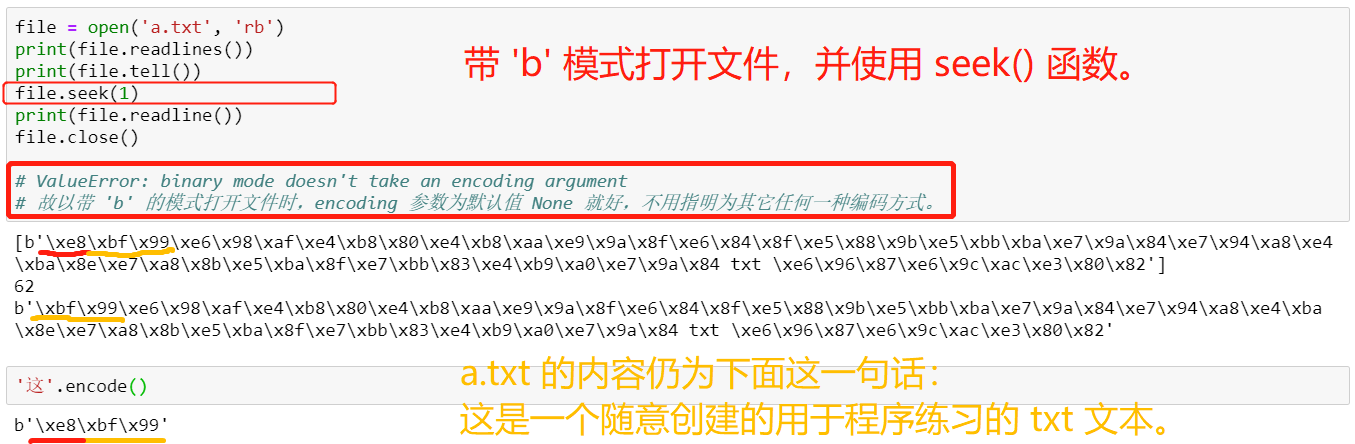 file = open('a.txt', 'rb')
print(file.readlines())
print(file.tell())
file.seek(1)
print(file.readline())
file.close()
带 'b' 模式打开文件，并使用 seek() 函数。
# ValueError: binary mode doesn't take an encoding argument
# 故以带 'b' 的模式打开文件时，encoding 参数为默认值 None 就好，不用指明为其它任何一种编码方式。
[b'\xe8\xbf\x99\xe6\x98\xaf\xe4\xb8\x80\xe4\xb8\xaa\xe9\x9a\x8f\xe6\x84\x8f\xe5\x88\x9b\xe5\xbb\xba\xe7\x9a\x84\xe7\x94\xa8\xe4
\xba\x8e\xe7\xa8\x8b\xe5\xba\x8f\xe7\xbb\x83\xe4\xb9\xa0\xe7\x9a\x84 txt \xe6\x96\x87\xe6\x9c\xac\xe3\x80\x82']
62
b'\xbf\x99\xe6\x98\xaf\xe4\xb8\x80\xe4\xb8\xaa\xe9\x9a\x8f\xe6\x84\x8f\xe5\x88\x9b\xe5\xbb\xba\xe7\x9a\x84\xe7\x94\xa8\xe4\xba
\x8e\xe7\xa8\x8b\xe5\xba\x8f\xe7\xbb\x83\xe4\xb9\xa0\xe7\x9a\x84 txt \xe6\x96\x87\xe6\x9c\xac\xe3\x80\x82'
'这'.encode()
a.txt 的内容仍为下面这一句话：
这是一个随意创建的用于程序练习的 txt 文本。
b'\xe8\xbf\x99'